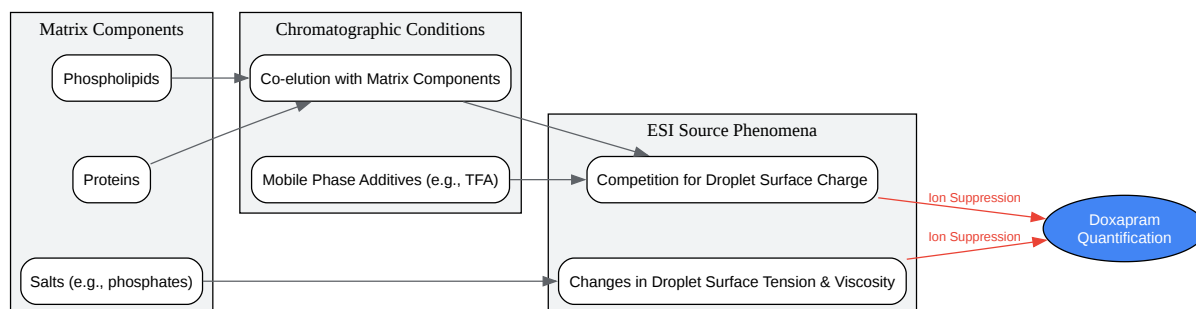 Matrix Components
Phospholipids
Proteins
Salts (e.g., phosphates)
Chromatographic Conditions
Co-elution with Matrix Components
Mobile Phase Additives (e.g., TFA)
ESI Source Phenomena
Competition for Droplet Surface Charge
Changes in Droplet Surface Tension & Viscosity
Ion Suppression
Ion Suppression
Doxapram
Quantification